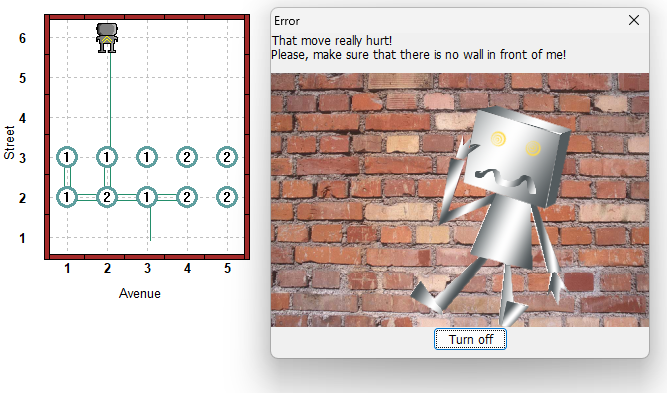 6
5
4
Street
3 1 1 1 2 2
2 1 2 1 2 2
1
1 2 3 4 5
Avenue
Error
That move really hurt!
Please, make sure that there is no wall in front of me!
Turn off